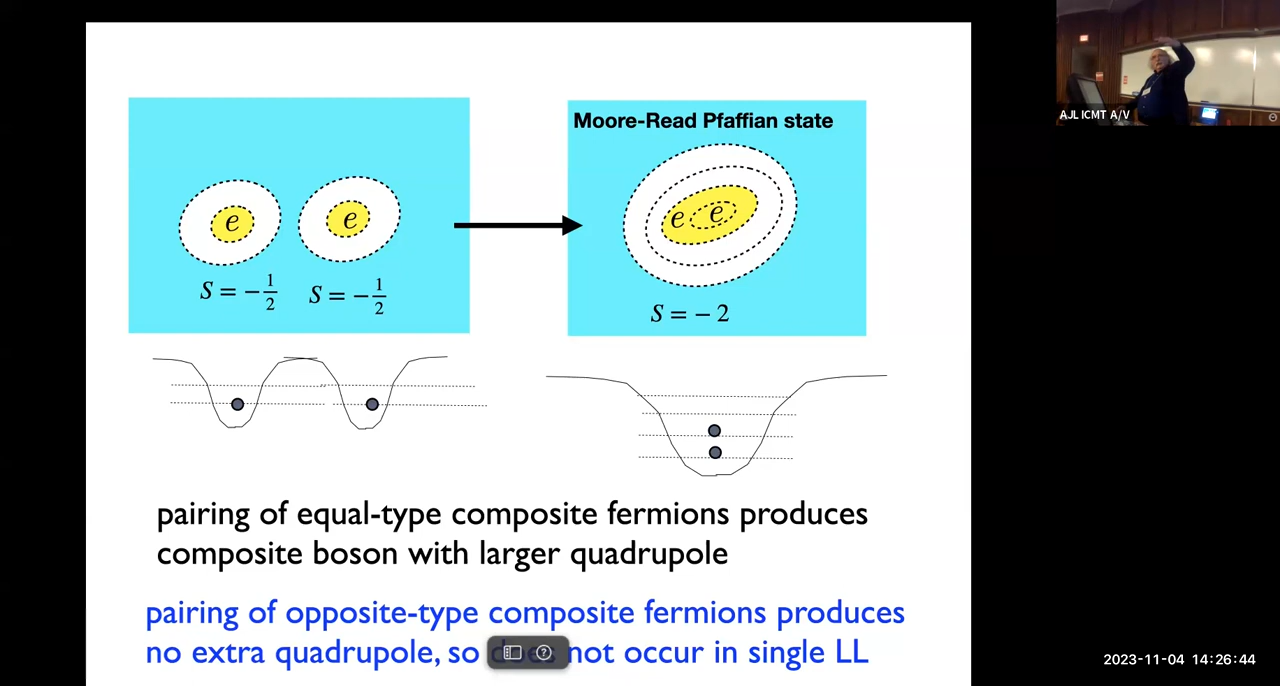 Moore-Read Pfaffian state
e e
e e
S = -1/2 S = -1/2
S = -2
pairing of equal-type composite fermions produces
composite boson with larger quadrupole
pairing of opposite-type composite fermions produces
no extra quadrupole, so does not occur in single LL
AJL ICMT A/V
2023-11-04 14:26:44